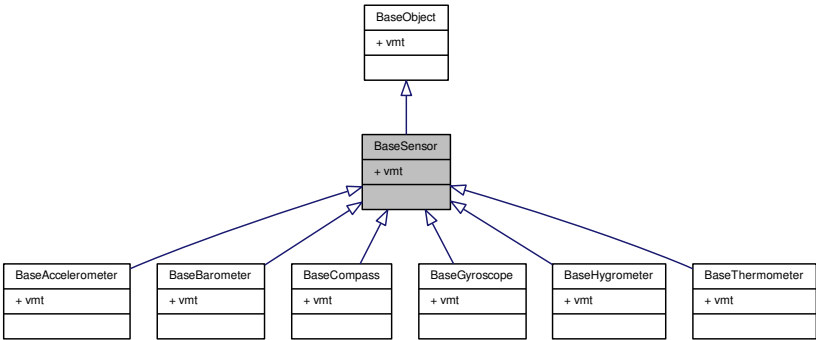 BaseObject
+ vmt
BaseSensor
+ vmt
BaseAccelerometer
+ vmt
BaseBarometer
+ vmt
BaseCompass
+ vmt
BaseGyroscope
+ vmt
BaseHygrometer
+ vmt
BaseThermometer
+ vmt